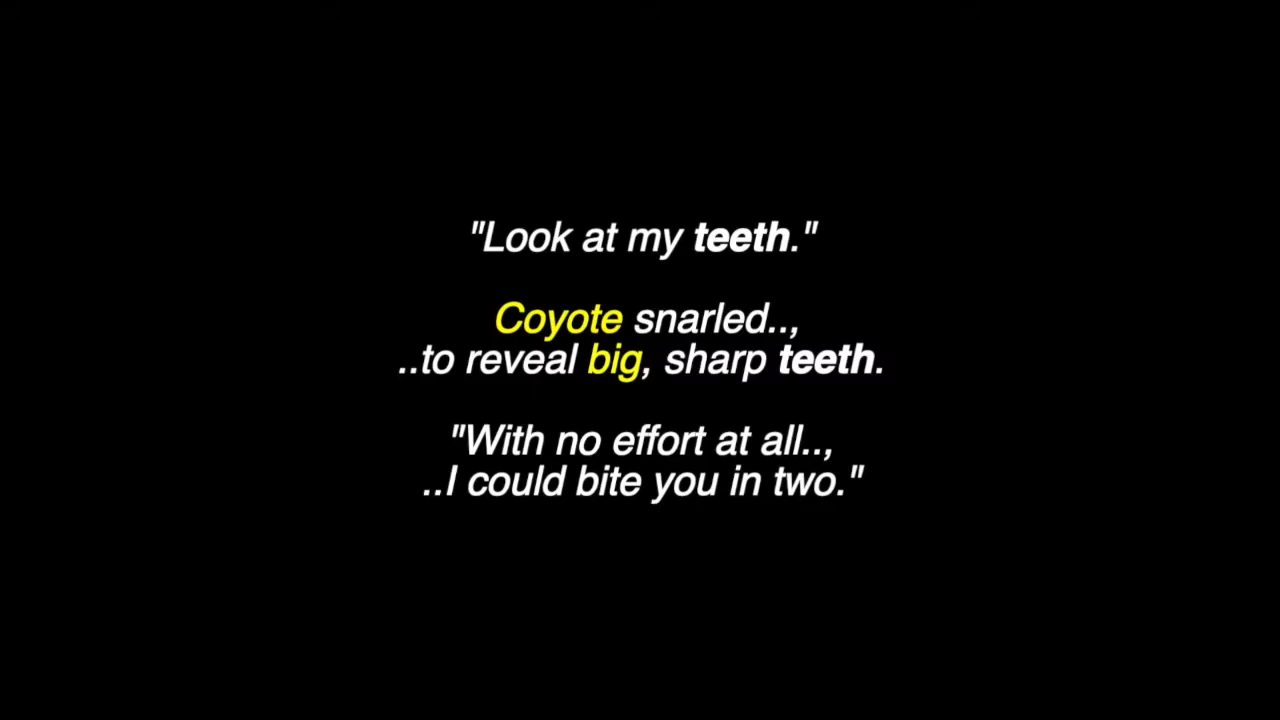 "Look at my teeth."
Coyote snarled..,
..to reveal big, sharp teeth.
"With no effort at all..,
..I could bite you in two."